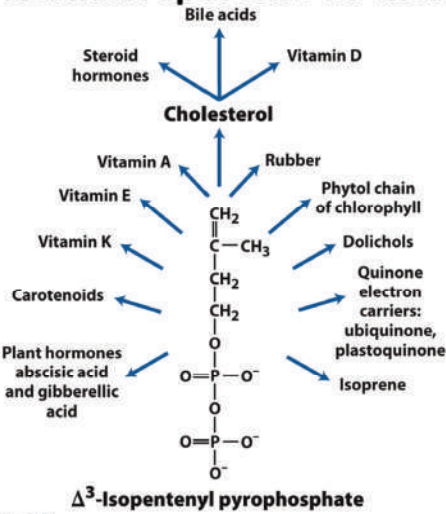 Bile acids
Steroid
hormones
Vitamin D
Cholesterol
Vitamin A
Rubber
Vitamin E
Phytol chain
of chlorophyll
Vitamin K
Dolichols
Carotenoids
Quinone
electron
carriers:
ubiquinone,
plastoquinone
Plant hormones
abscisic acid
and gibberellic
acid
Isoprene
CH₂
C—CH₃
CH₂
CH₂
O
O=P—O⁻
O
O=P—O⁻
O⁻
Δ³-Isopentenyl pyrophosphate